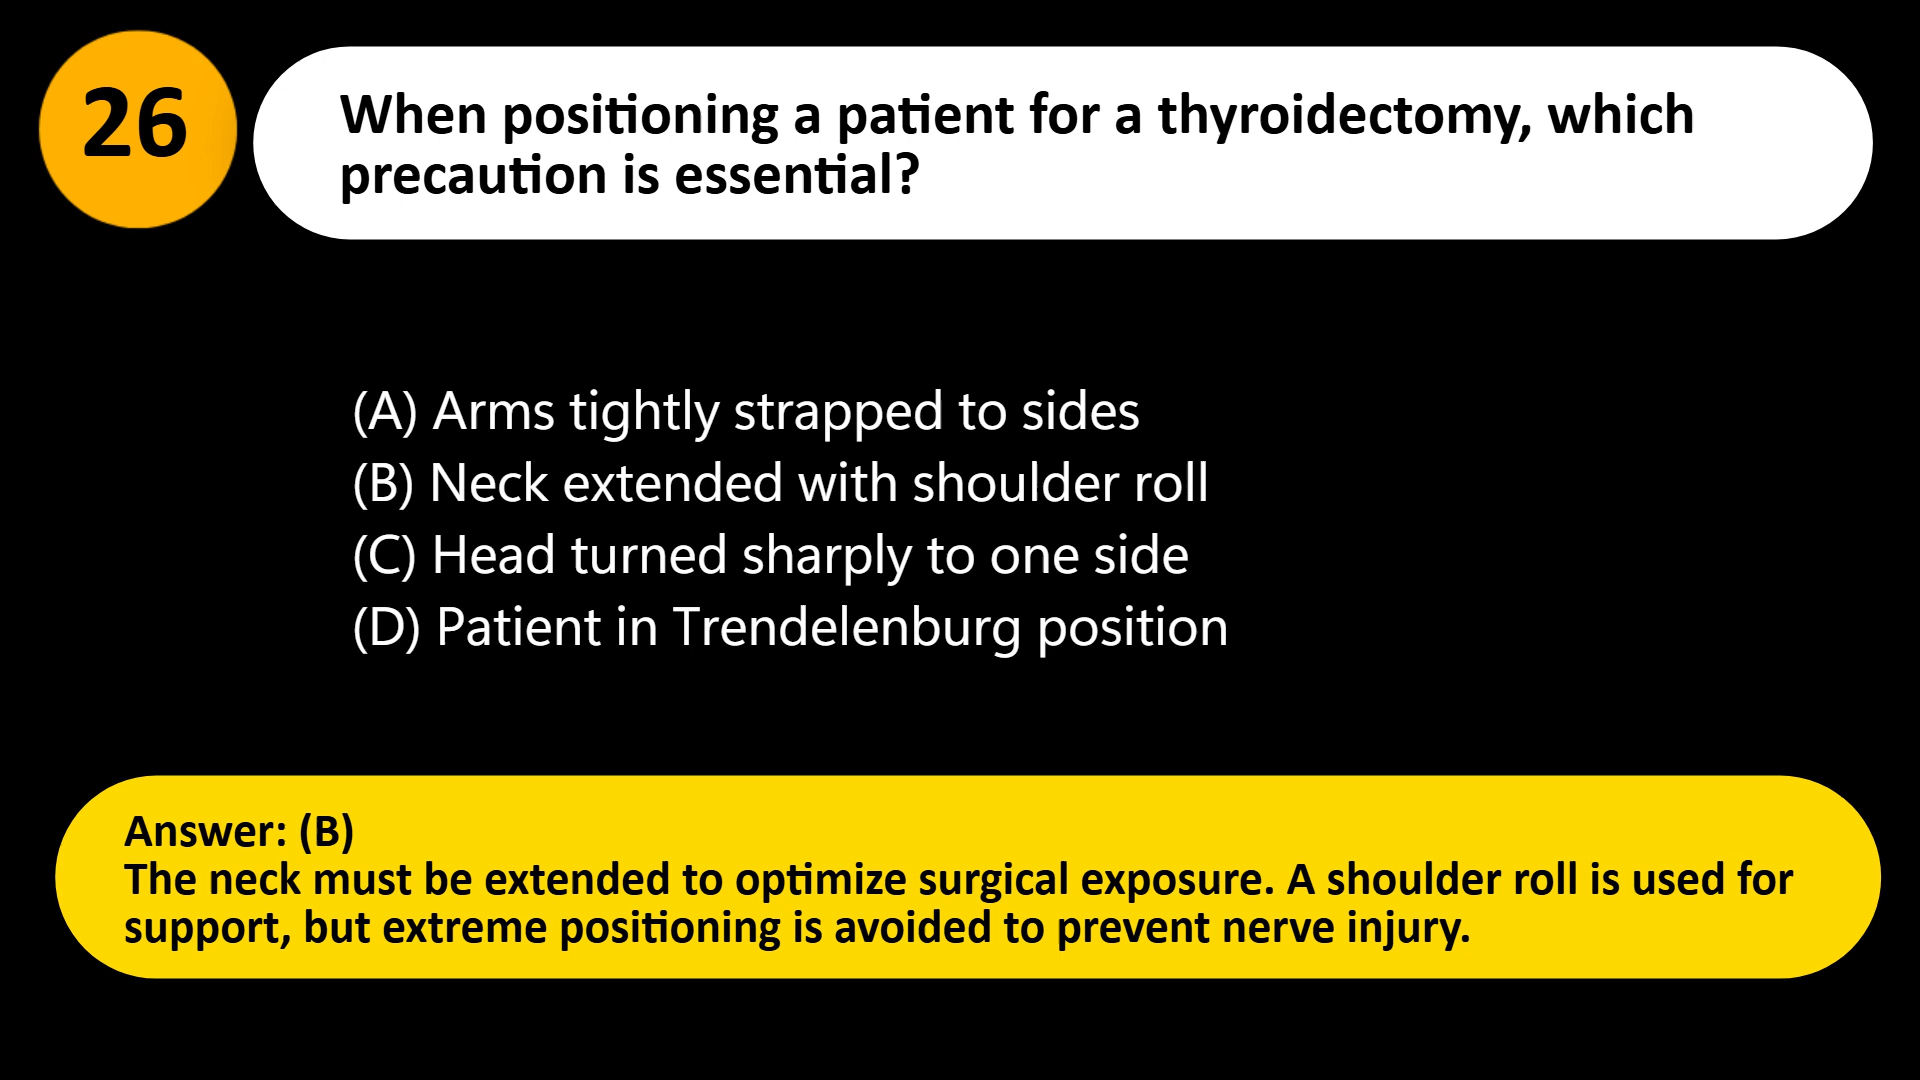 26
When positioning a patient for a thyroidectomy, which
precaution is essential?
(A) Arms tightly strapped to sides
(B) Neck extended with shoulder roll
(C) Head turned sharply to one side
(D) Patient in Trendelenburg position
Answer: (B)
The neck must be extended to optimize surgical exposure. A shoulder roll is used for
support, but extreme positioning is avoided to prevent nerve injury.